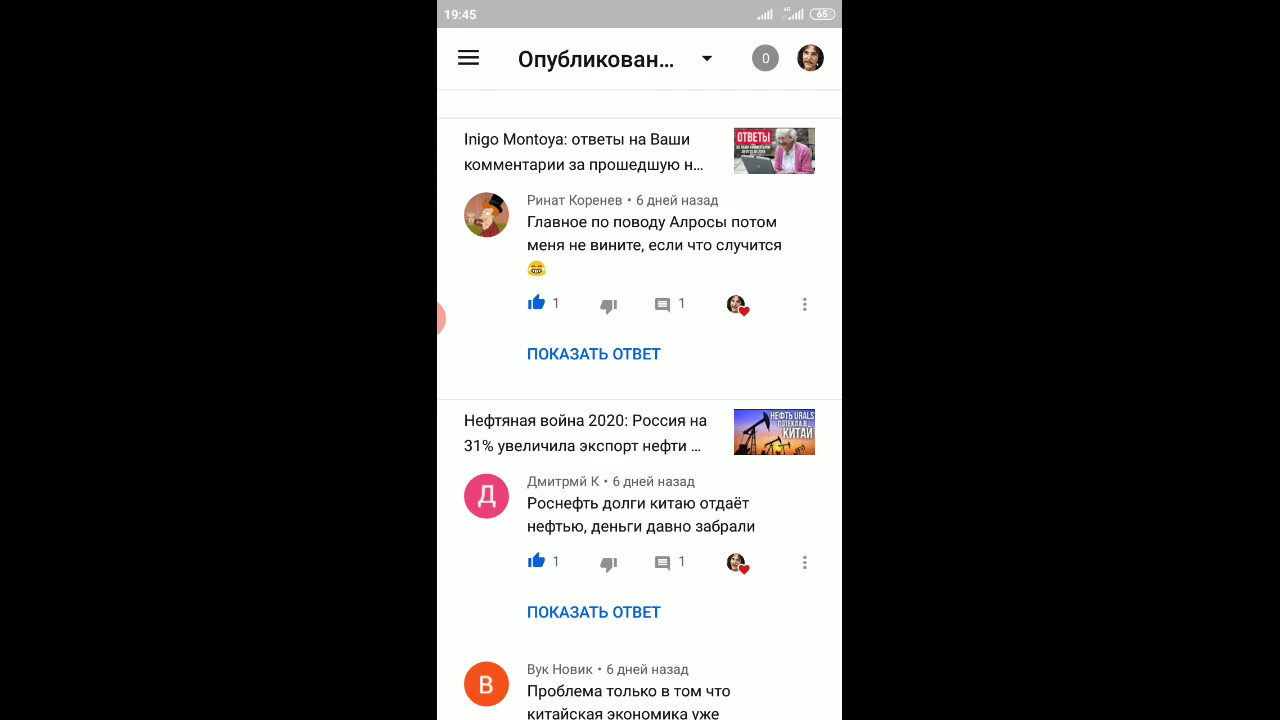 19:45
4G
65
Опубликован...
0
Inigo Montoya: ответы на Ваши
комментарии за прошедшую н...
ОТВЕТЫ
Ринат Коренев • 6 дней назад
Главное по поводу Алросы потом
меня не вините, если что случится
😂
1
1
ПОКАЗАТЬ ОТВЕТ
Нефтяная война 2020: Россия на
31% увеличила экспорт нефти ...
НЕФТЬ URALS
ПОТЕКЛА В
КИТАЙ
Д
Дмитрмй К • 6 дней назад
Роснефть долги китаю отдаёт
нефтью, деньги давно забрали
1
1
ПОКАЗАТЬ ОТВЕТ
В
Вук Новик • 6 дней назад
Проблема только в том что
китайская экономика уже